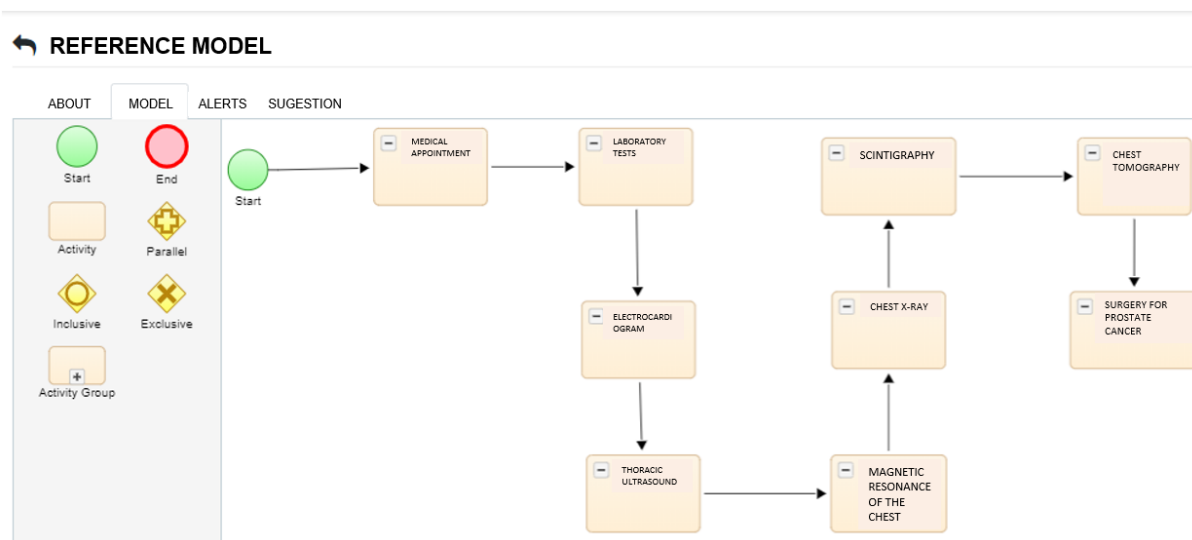 REFERENCE MODEL
ABOUT
MODEL
ALERTS
SUGESTION
Start
End
Activity
Parallel
Inclusive
Exclusive
Activity Group
Start
MEDICAL
APPOINTMENT
LABORATORY
TESTS
ELECTROCARDI
OGRAM
THORACIC
ULTRASOUND
MAGNETIC
RESONANCE
OF THE
CHEST
CHEST X-RAY
SCINTIGRAPHY
CHEST
TOMOGRAPHY
SURGERY FOR
PROSTATE
CANCER